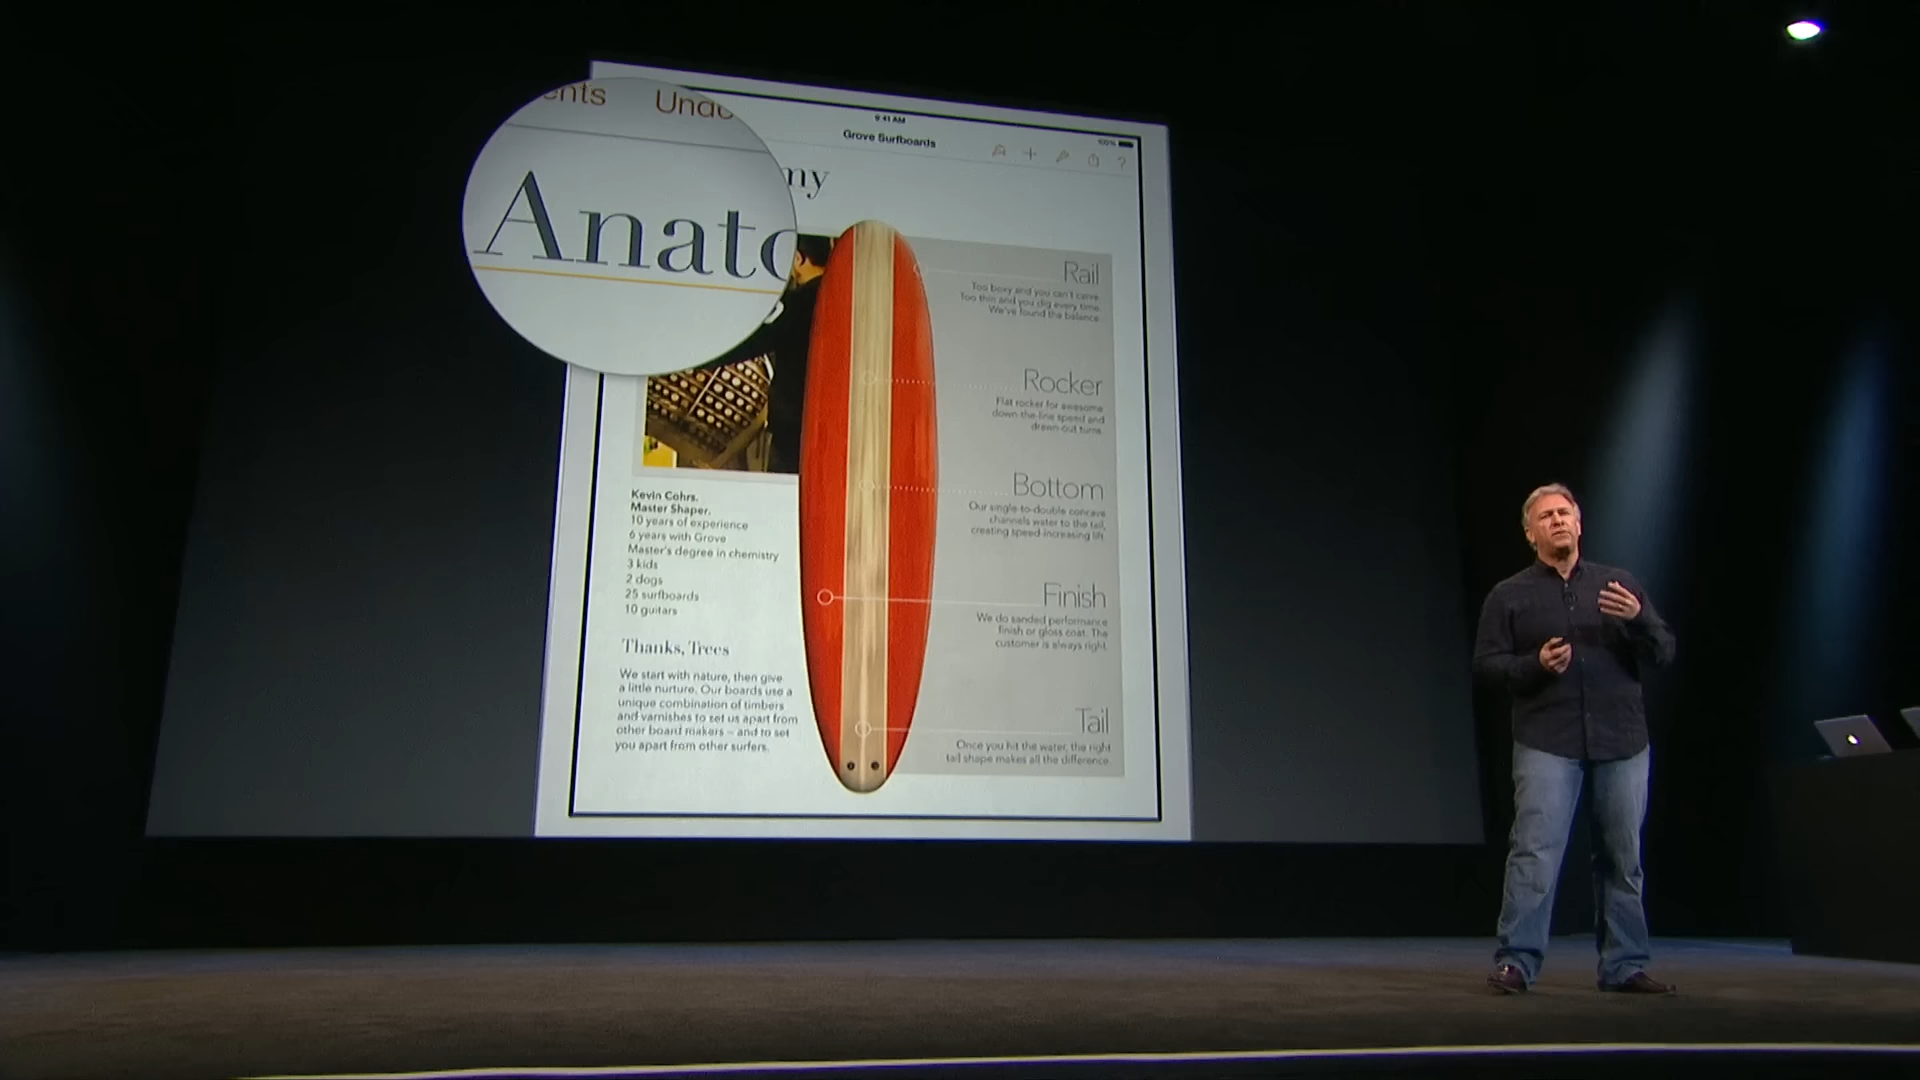 ents Undo
9:41 AM
100%
Grove Surfboards
?
Anato
my
Rail
Too boxy and you can't carve.
Too thin and you dig every time.
We've found the balance.
Rocker
Flat rocker for awesome
down-the-line speed and
drawn out turns.
Bottom
Our single-to-double concave
channels water to the tail,
creating speed-increasing lift.
Finish
We do sanded performance
finish or gloss coat. The
customer is always right.
Tail
Once you hit the water, the right
tail shape makes all the difference.
Kevin Cohrs.
Master Shaper.
10 years of experience
6 years with Grove
Master's degree in chemistry
3 kids
2 dogs
25 surfboards
10 guitars
Thanks, Trees
We start with nature, then give
a little nurture. Our boards use a
unique combination of timbers
and varnishes to set us apart from
other board makers – and to set
you apart from other surfers.